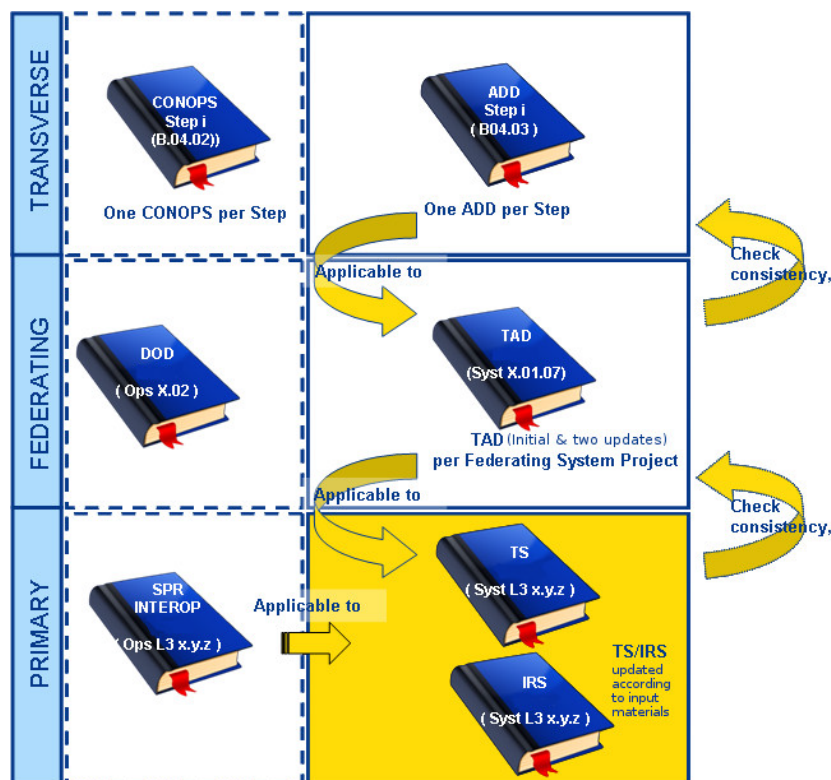 TRANSVERSE
CONOPS
Step i
(B.04.02))
One CONOPS per Step
ADD
Step i
( B04.03 )
One ADD per Step
Applicable to
Check
consistency,
FEDERATING
DOD
( Ops X.02 )
TAD
(Syst X.01.07)
TAD (Initial & two updates)
per Federating System Project
Applicable to
Check
consistency,
PRIMARY
SPR
INTEROP
( Ops L3 x.y.z )
Applicable to
TS
( Syst L3 x.y.z )
IRS
( Syst L3 x.y.z )
TS/IRS
updated
according
to input
materials